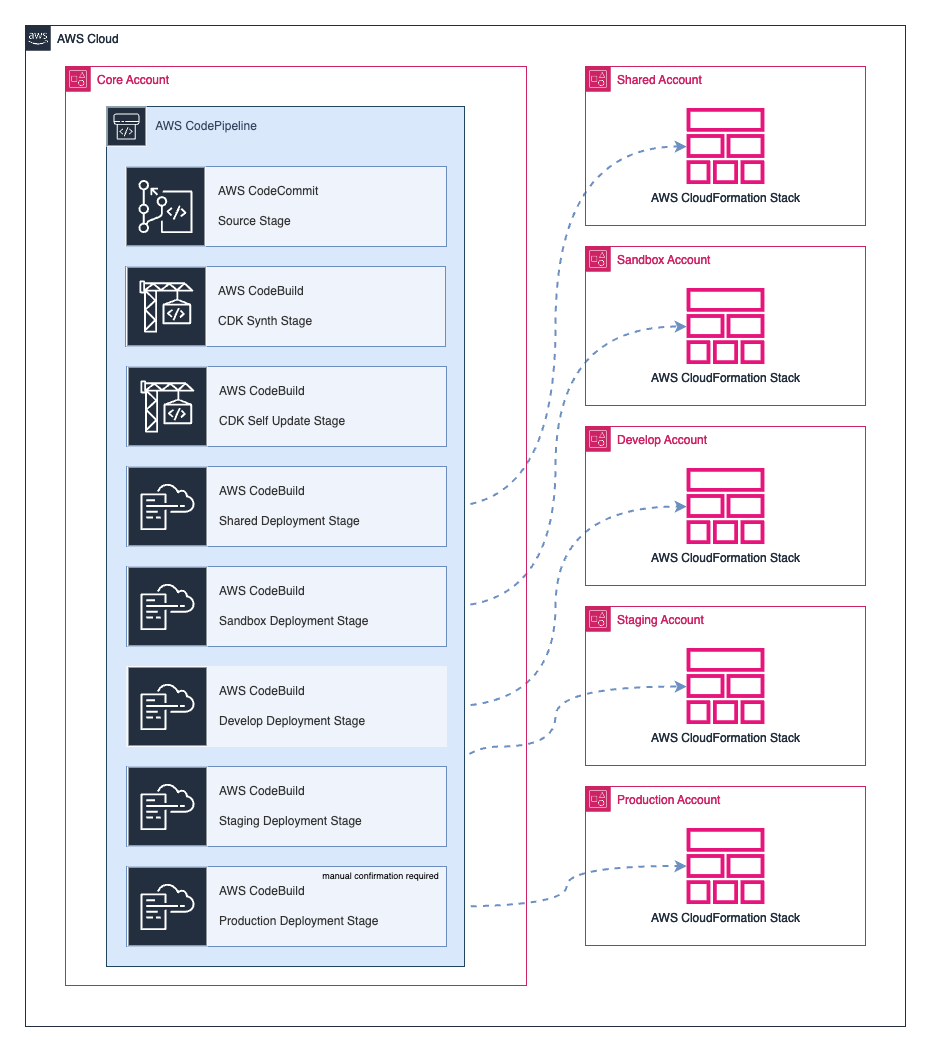 aws
AWS Cloud
Core Account
AWS CodePipeline
AWS CodeCommit
Source Stage
AWS CodeBuild
CDK Synth Stage
AWS CodeBuild
CDK Self Update Stage
AWS CodeBuild
Shared Deployment Stage
AWS CodeBuild
Sandbox Deployment Stage
AWS CodeBuild
Develop Deployment Stage
AWS CodeBuild
Staging Deployment Stage
manual confirmation required
AWS CodeBuild
Production Deployment Stage
Shared Account
AWS CloudFormation Stack
Sandbox Account
AWS CloudFormation Stack
Develop Account
AWS CloudFormation Stack
Staging Account
AWS CloudFormation Stack
Production Account
AWS CloudFormation Stack